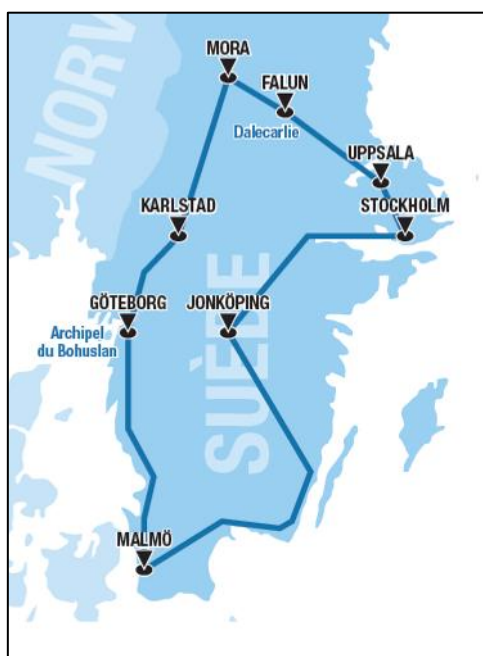 NORV
MORA
FALUN
Dalecarlie
UPPSALA
STOCKHOLM
KARLSTAD
SUÈDE
GÖTEBORG
JONKÖPING
Archipel
du Bohuslan
MALMÖ